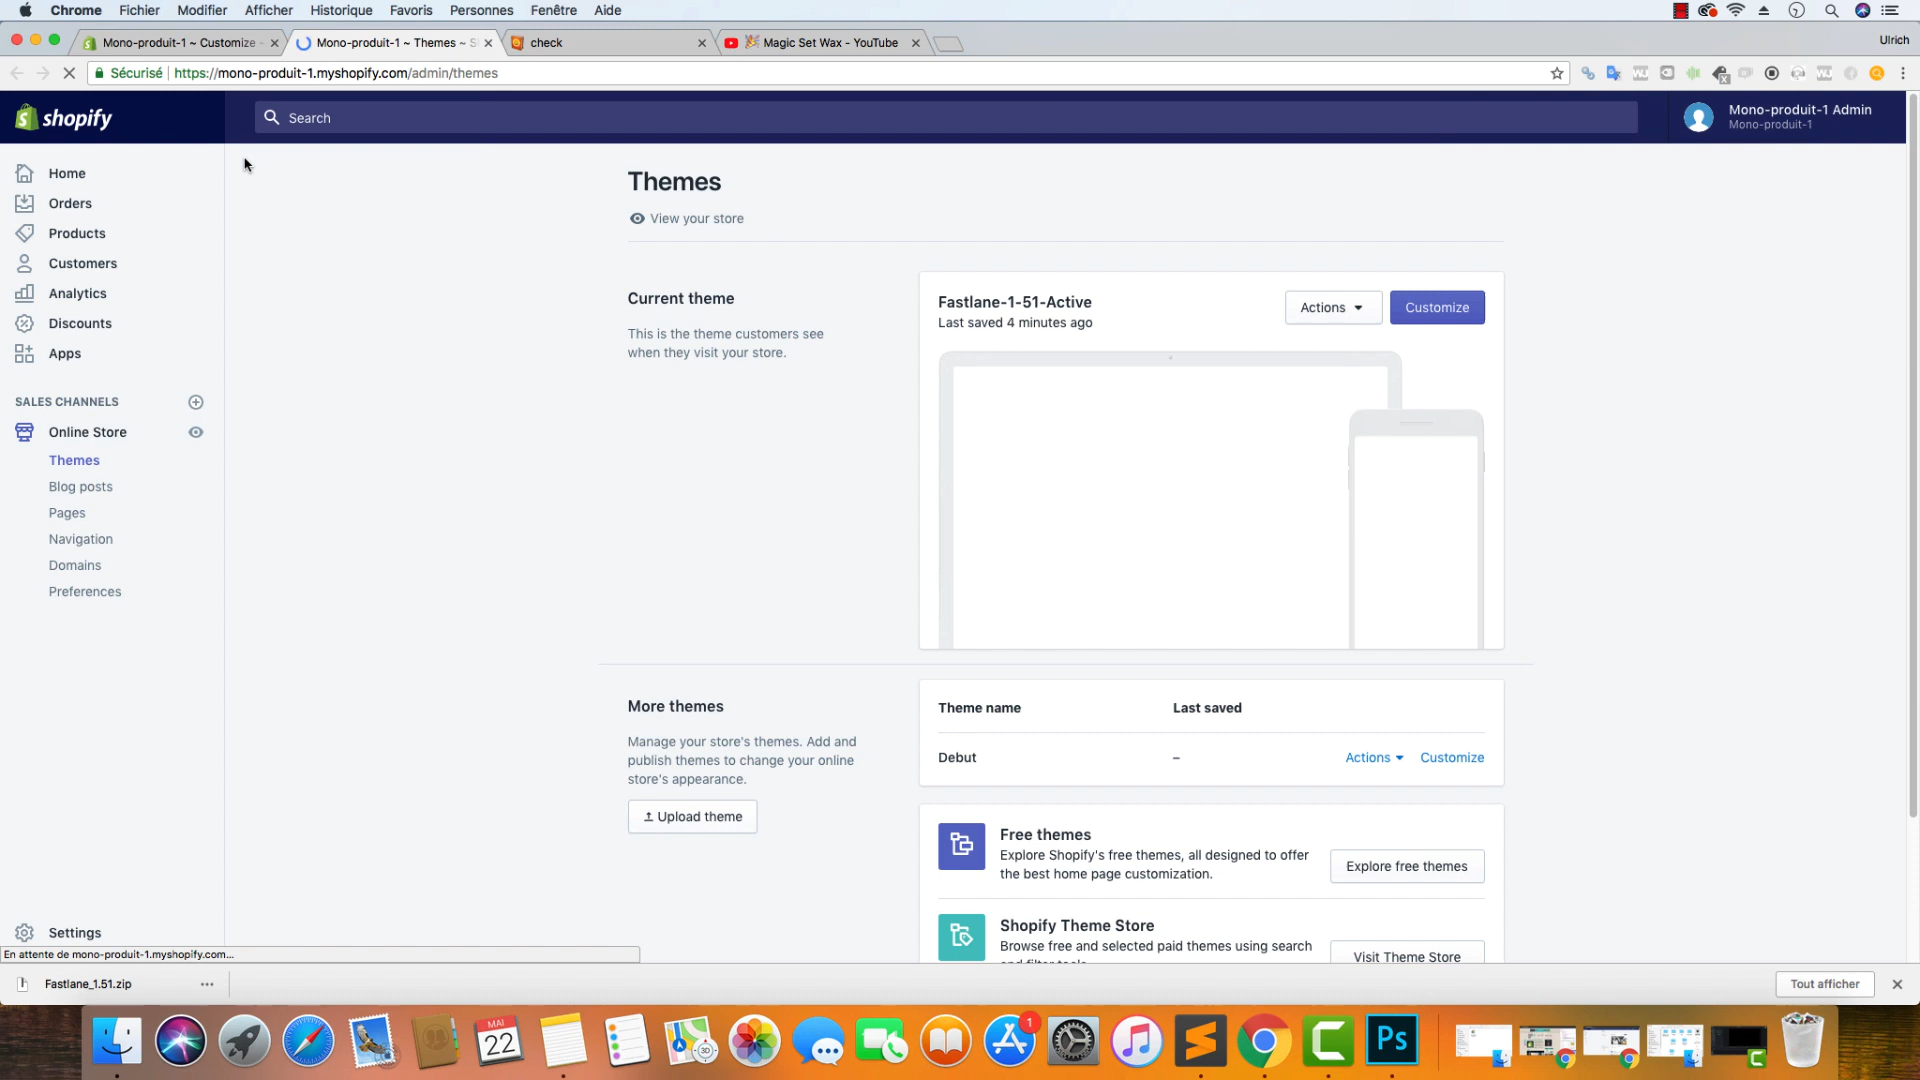 Chrome Fichier Modifier Afficher Historique Favoris Personnes Fenêtre Aide
Mono-produit-1 ~ Customize
Mono-produit-1 ~ Themes ~ S
check
Magic Set Wax - YouTube
Ulrich
Sécurisé https://mono-produit-1.myshopify.com/admin/themes
shopify
Search
Mono-produit-1 Admin
Mono-produit-1
Home
Orders
Products
Customers
Analytics
Discounts
Apps
SALES CHANNELS
Online Store
Themes
Blog posts
Pages
Navigation
Domains
Preferences
Settings
Themes
View your store
Current theme
This is the theme customers see
when they visit your store.
Fastlane-1-51-Active
Last saved 4 minutes ago
Actions
Customize
More themes
Manage your store's themes. Add and
publish themes to change your online
store's appearance.
Upload theme
Theme name Last saved
Debut – Actions Customize
Free themes
Explore Shopify's free themes, all designed to offer
the best home page customization.
Explore free themes
Shopify Theme Store
Browse free and selected paid themes using search
and filter tools.
Visit Theme Store
En attente de mono-produit-1.myshopify.com...
Fastlane_1.51.zip
Tout afficher
MAI
22
3D
1
Ps